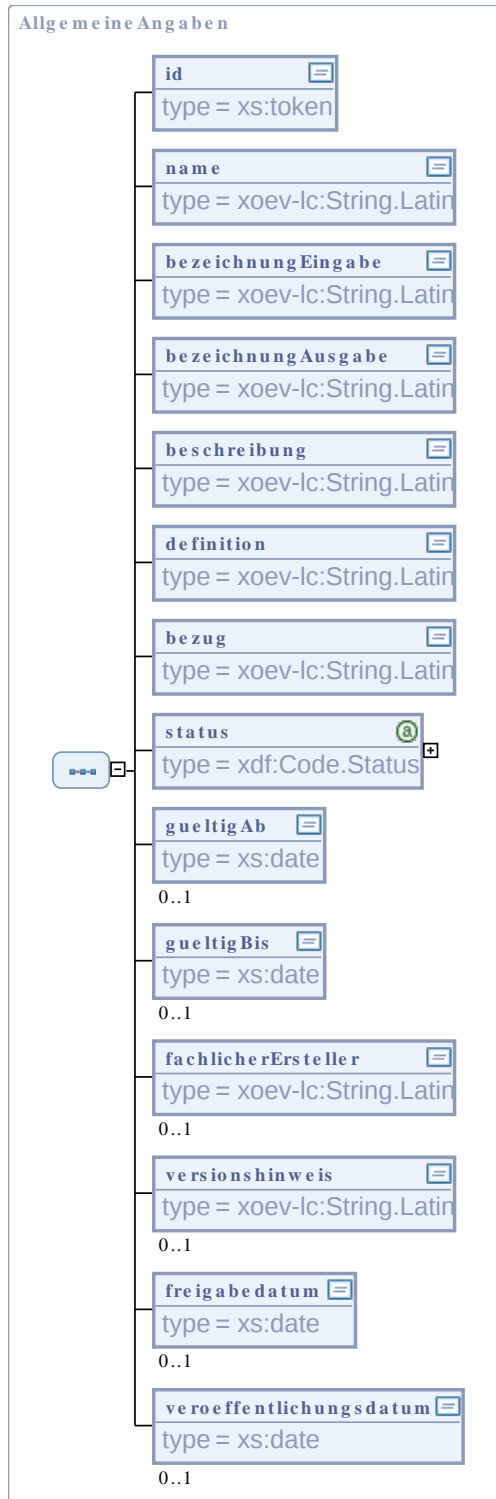 AllgemeineAngaben
id
type = xs:token
name
type = xoev-lc:String.Latin
bezeichnungEingabe
type = xoev-lc:String.Latin
bezeichnungAusgabe
type = xoev-lc:String.Latin
beschreibung
type = xoev-lc:String.Latin
definition
type = xoev-lc:String.Latin
bezug
type = xoev-lc:String.Latin
status
type = xdf:Code.Status
gueltigAb
type = xs:date
0..1
gueltigBis
type = xs:date
0..1
fachlicherErsteller
type = xoev-lc:String.Latin
0..1
versionshinweis
type = xoev-lc:String.Latin
0..1
freigabedatum
type = xs:date
0..1
veroeffentlichungsdatum
type = xs:date
0..1